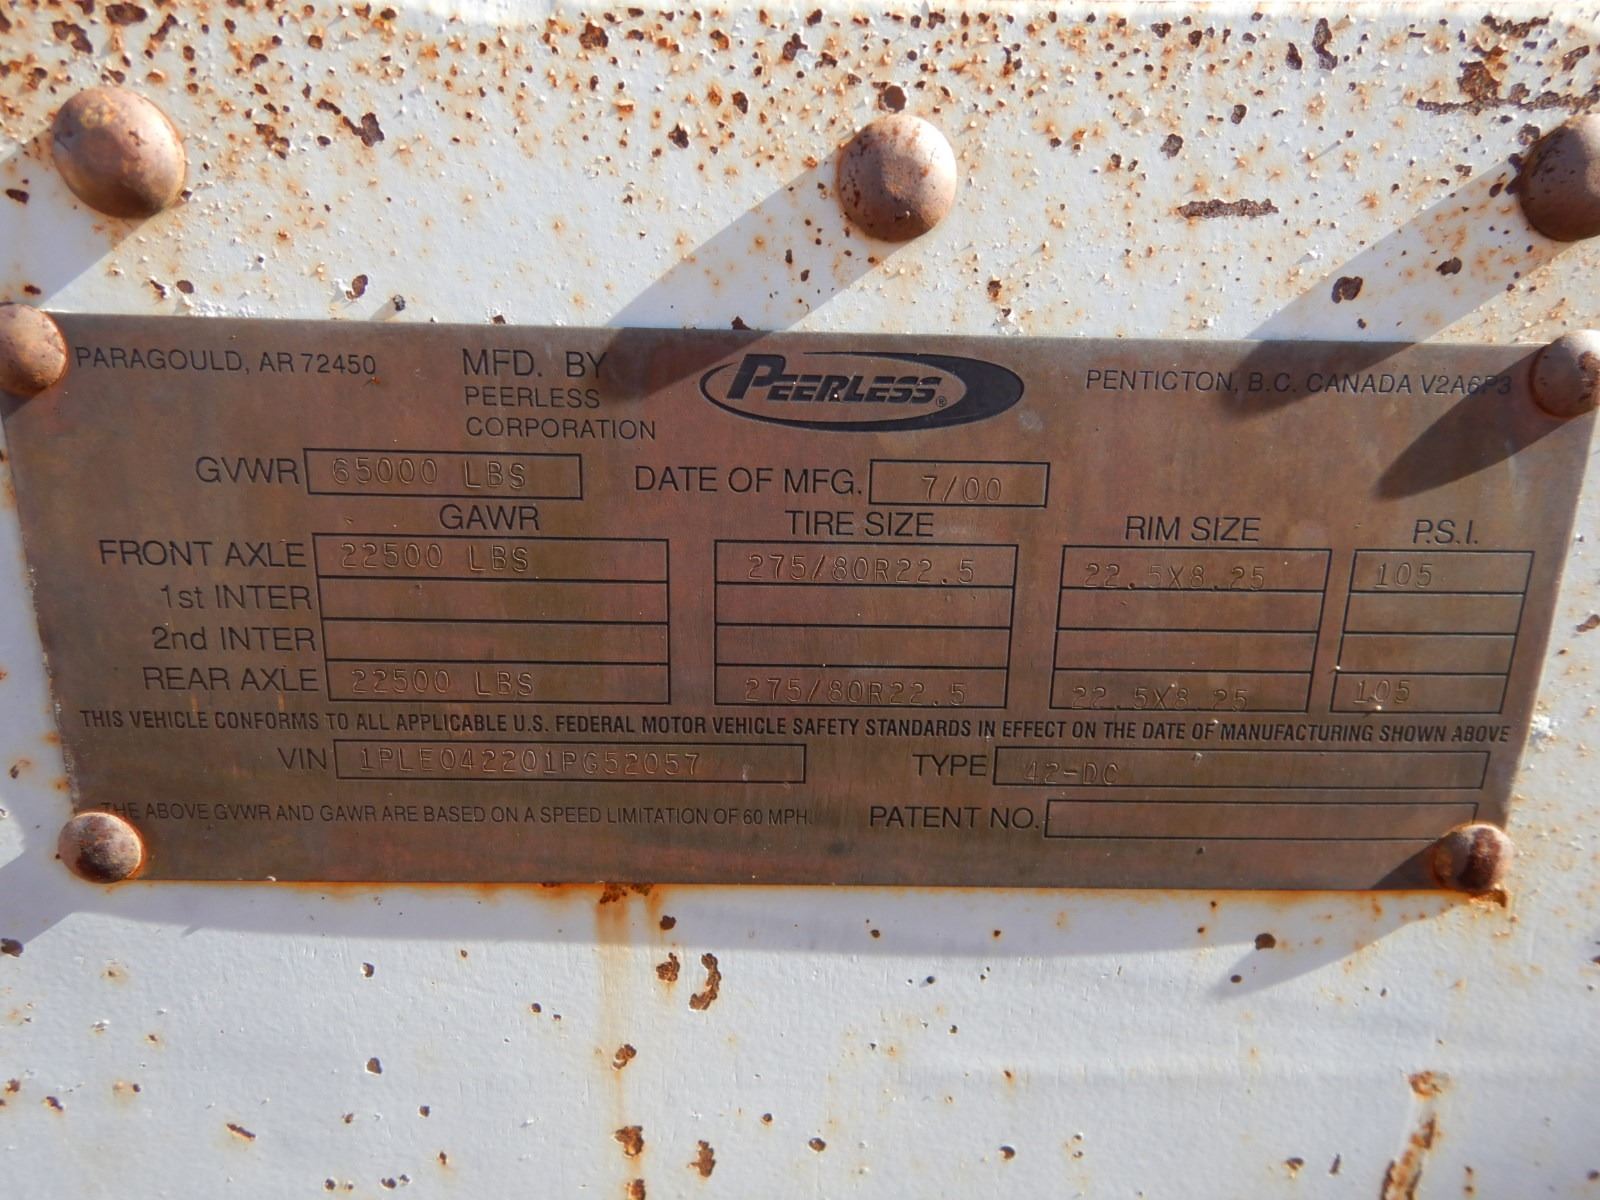 PARAGOULD, AR 72450 MFD. BY PEERLESS® PENTICTON, B.C. CANADA V2A6P3
PEERLESS
CORPORATION
GVWR 65000 LBS DATE OF MFG. 7/00
GAWR TIRE SIZE RIM SIZE P.S.I.
FRONT AXLE 22500 LBS 275/80R22.5 22.5X8.25 105
1st INTER
2nd INTER
REAR AXLE 22500 LBS 275/80R22.5 22.5X8.25 105
THIS VEHICLE CONFORMS TO ALL APPLICABLE U.S. FEDERAL MOTOR VEHICLE SAFETY STANDARDS IN EFFECT ON THE DATE OF MANUFACTURING SHOWN ABOVE
VIN 1PLE042201PG52057 TYPE 42-DC
THE ABOVE GVWR AND GAWR ARE BASED ON A SPEED LIMITATION OF 60 MPH. PATENT NO.